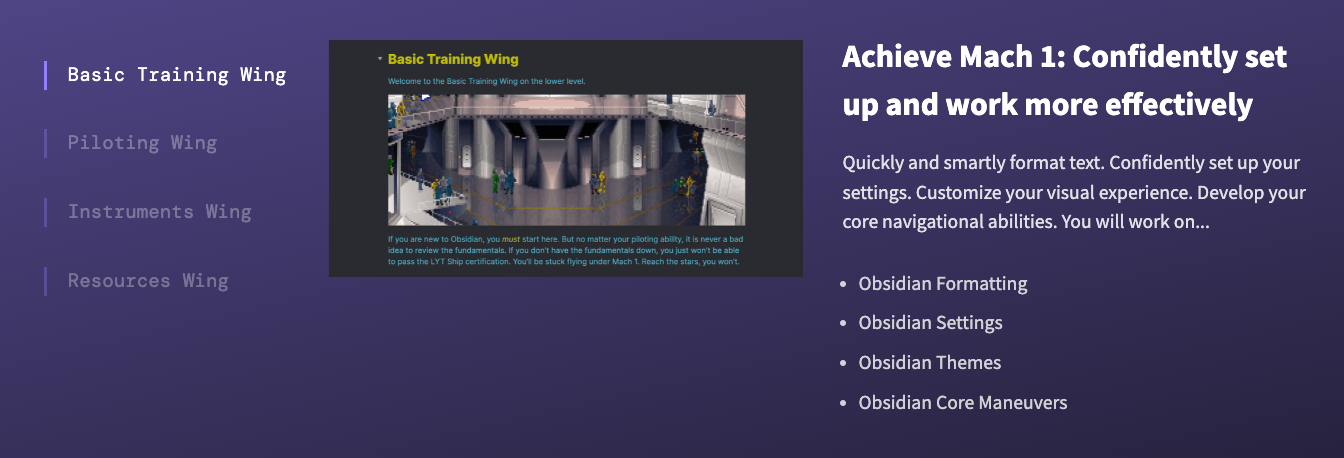 Basic Training Wing
Piloting Wing
Instruments Wing
Resources Wing
Basic Training Wing
Welcome to the Basic Training Wing on the lower level.
If you are new to Obsidian, you must start here. But no matter your piloting ability, it is never a bad
idea to review the fundamentals. If you don't have the fundamentals down, you just won't be able
to pass the LYT Ship certification. You'll be stuck flying under Mach 1. Reach the stars, you won't.
Achieve Mach 1: Confidently set
up and work more effectively
Quickly and smartly format text. Confidently set up your
settings. Customize your visual experience. Develop your
core navigational abilities. You will work on...
• Obsidian Formatting
• Obsidian Settings
• Obsidian Themes
• Obsidian Core Maneuvers